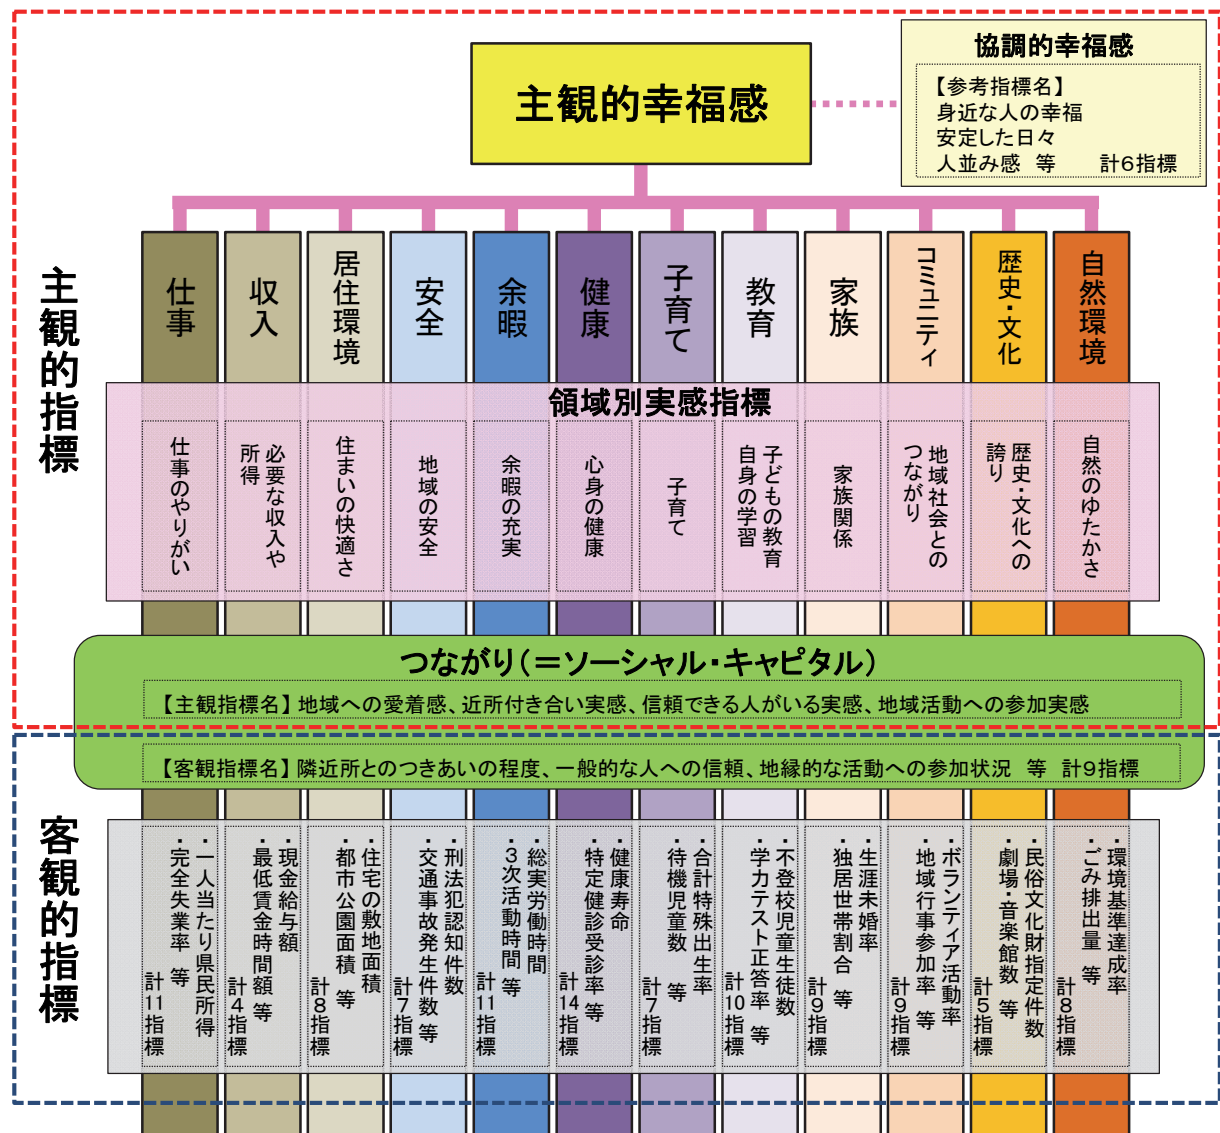 主観的幸福感
協調的幸福感
【参考指標名】
身近な人の幸福
安定した日々
人並み感 等 計6指標
主観的指標
仕事
収入
居住環境
安全
余暇
健康
子育て
教育
家族
コミュニティ
歴史・文化
自然環境
領域別実感指標
仕事のやりがい
必要な収入や
所得
住まいの快適さ
地域の安全
余暇の充実
心身の健康
子育て
子どもの教育
自身の学習
家族関係
地域社会との
つながり
歴史・文化への
誇り
自然のゆたかさ
つながり(=ソーシャル・キャピタル)
【主観指標名】地域への愛着感、近所付き合い実感、信頼できる人がいる実感、地域活動への参加実感
【客観指標名】隣近所とのつきあいの程度、一般的な人への信頼、地縁的な活動への参加状況 等 計9指標
客観的指標
・一人当たり県民所得
・完全失業率 等
計11指標
・現金給与額
・最低賃金時間額 等
計4指標
・住宅の敷地面積
・都市公園面積 等
計8指標
・刑法犯認知件数
・交通事故発生件数 等
計7指標
・総実労働時間
・3次活動時間 等
計11指標
・健康寿命
・特定健診受診率 等
計14指標
・合計特殊出生率
・待機児童数 等
計7指標
・不登校児童生徒数
・学力テスト正答率 等
計10指標
・生涯未婚率
・独居世帯割合 等
計9指標
・ボランティア活動率
・地域行事参加率 等
計9指標
・民俗文化財指定件数
・劇場・音楽館数 等
計5指標
・環境基準達成率
・ごみ排出量 等
計8指標